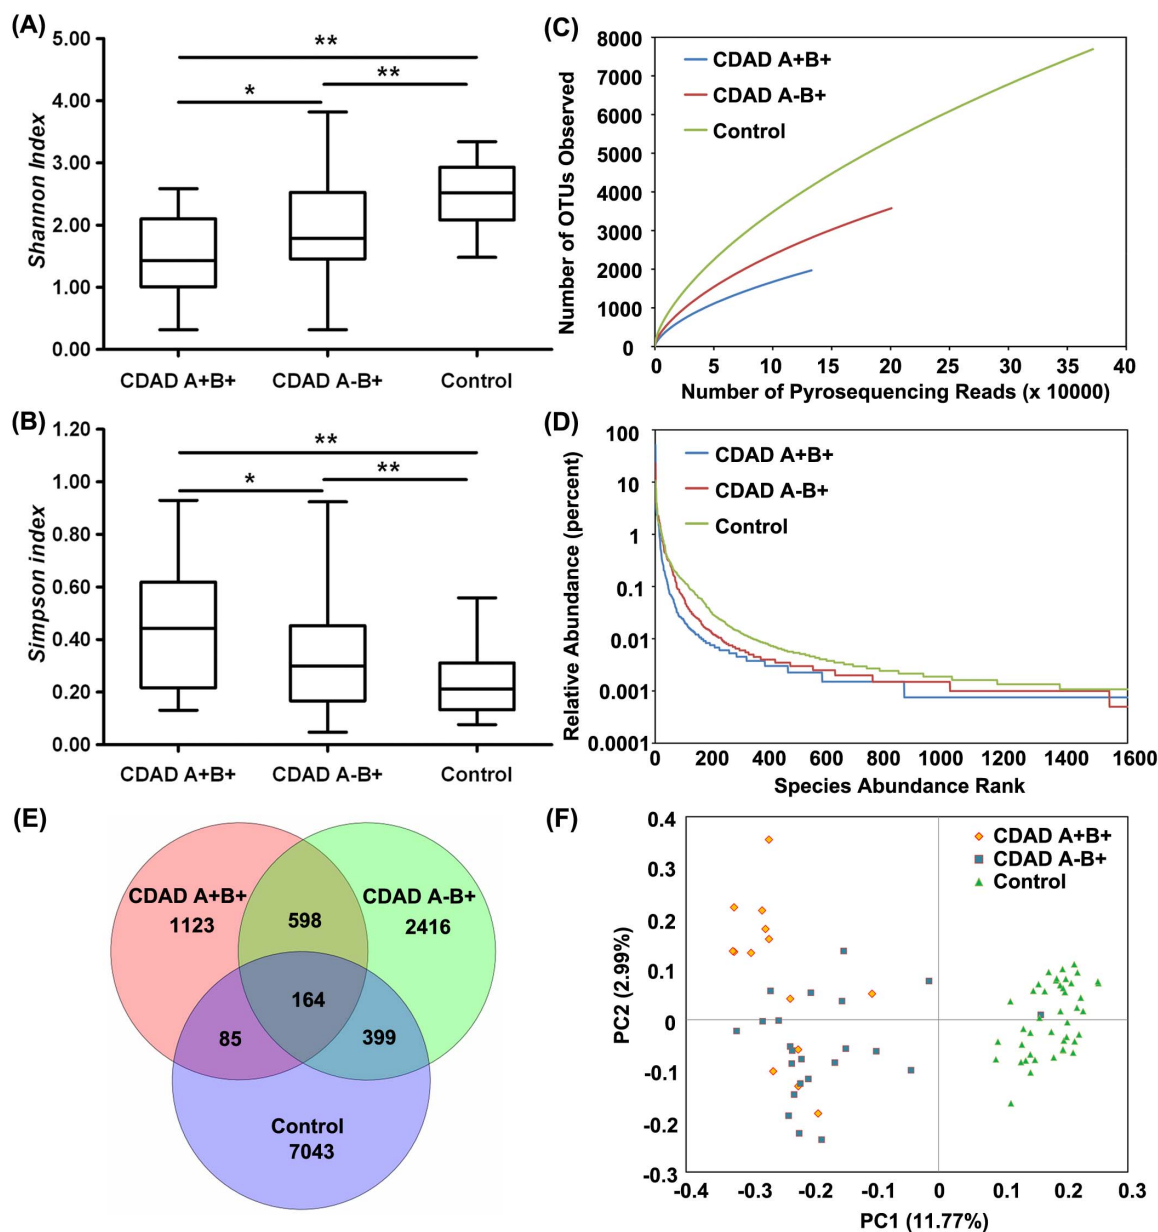 (A)
Shannon Index
5.00
4.00
3.00
2.00
1.00
0.00
**
**
*
CDAD A+B+
CDAD A-B+
Control
(B)
Simpson index
1.20
1.00
0.80
0.60
0.40
0.20
0.00
**
**
*
CDAD A+B+
CDAD A-B+
Control
(C)
Number of OTUs Observed
8000
7000
6000
5000
4000
3000
2000
1000
0
CDAD A+B+
CDAD A-B+
Control
0 5 10 15 20 25 30 35 40
Number of Pyrosequencing Reads (x 10000)
(D)
Relative Abundance (percent)
100
10
1
0.1
0.01
0.001
0.0001
CDAD A+B+
CDAD A-B+
Control
0 200 400 600 800 1000 1200 1400 1600
Species Abundance Rank
(E)
CDAD A+B+
1123
598
CDAD A-B+
2416
164
85
399
Control
7043
(F)
PC2 (2.99%)
0.4
0.3
0.2
0.1
0
-0.1
-0.2
-0.3
CDAD A+B+
CDAD A-B+
Control
-0.4 -0.3 -0.2 -0.1 0 0.1 0.2 0.3
PC1 (11.77%)